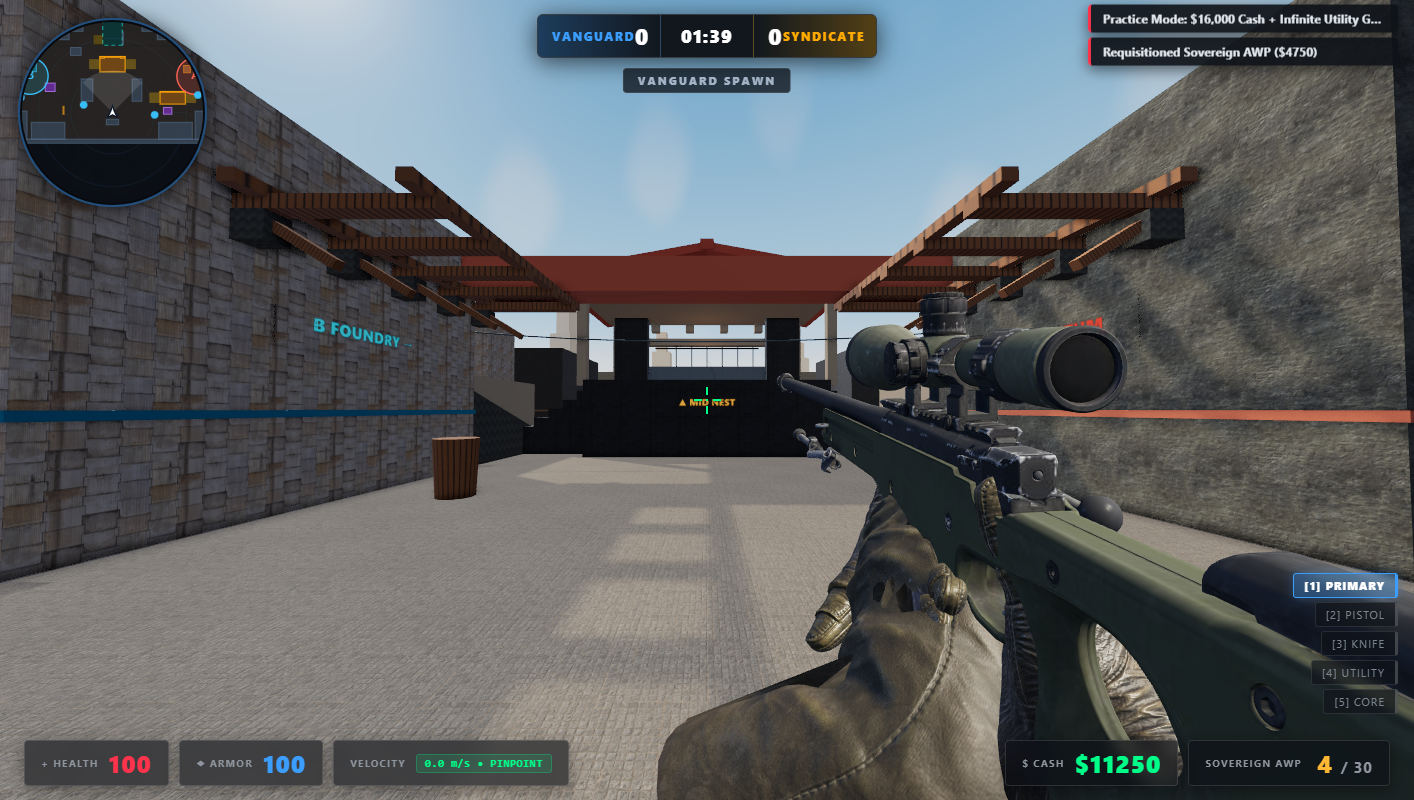 Practice Mode: $16,000 Cash + Infinite Utility G...
Requisitioned Sovereign AWP ($4750)
VANGUARD 0
01:39
0 SYNDICATE
VANGUARD SPAWN
B FOUNDRY
▲ MID NEST
[1] PRIMARY
[2] PISTOL
[3] KNIFE
[4] UTILITY
[5] CORE
+ HEALTH 100
ARMOR 100
VELOCITY 0.0 m/s • PINPOINT
$ CASH $11250
SOVEREIGN AWP 4 / 30